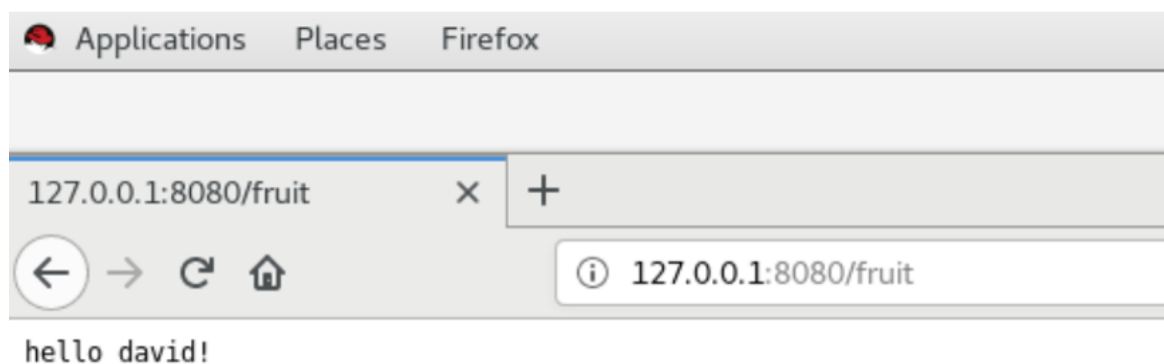 Applications Places Firefox
127.0.0.1:8080/fruit
127.0.0.1:8080/fruit
hello david!